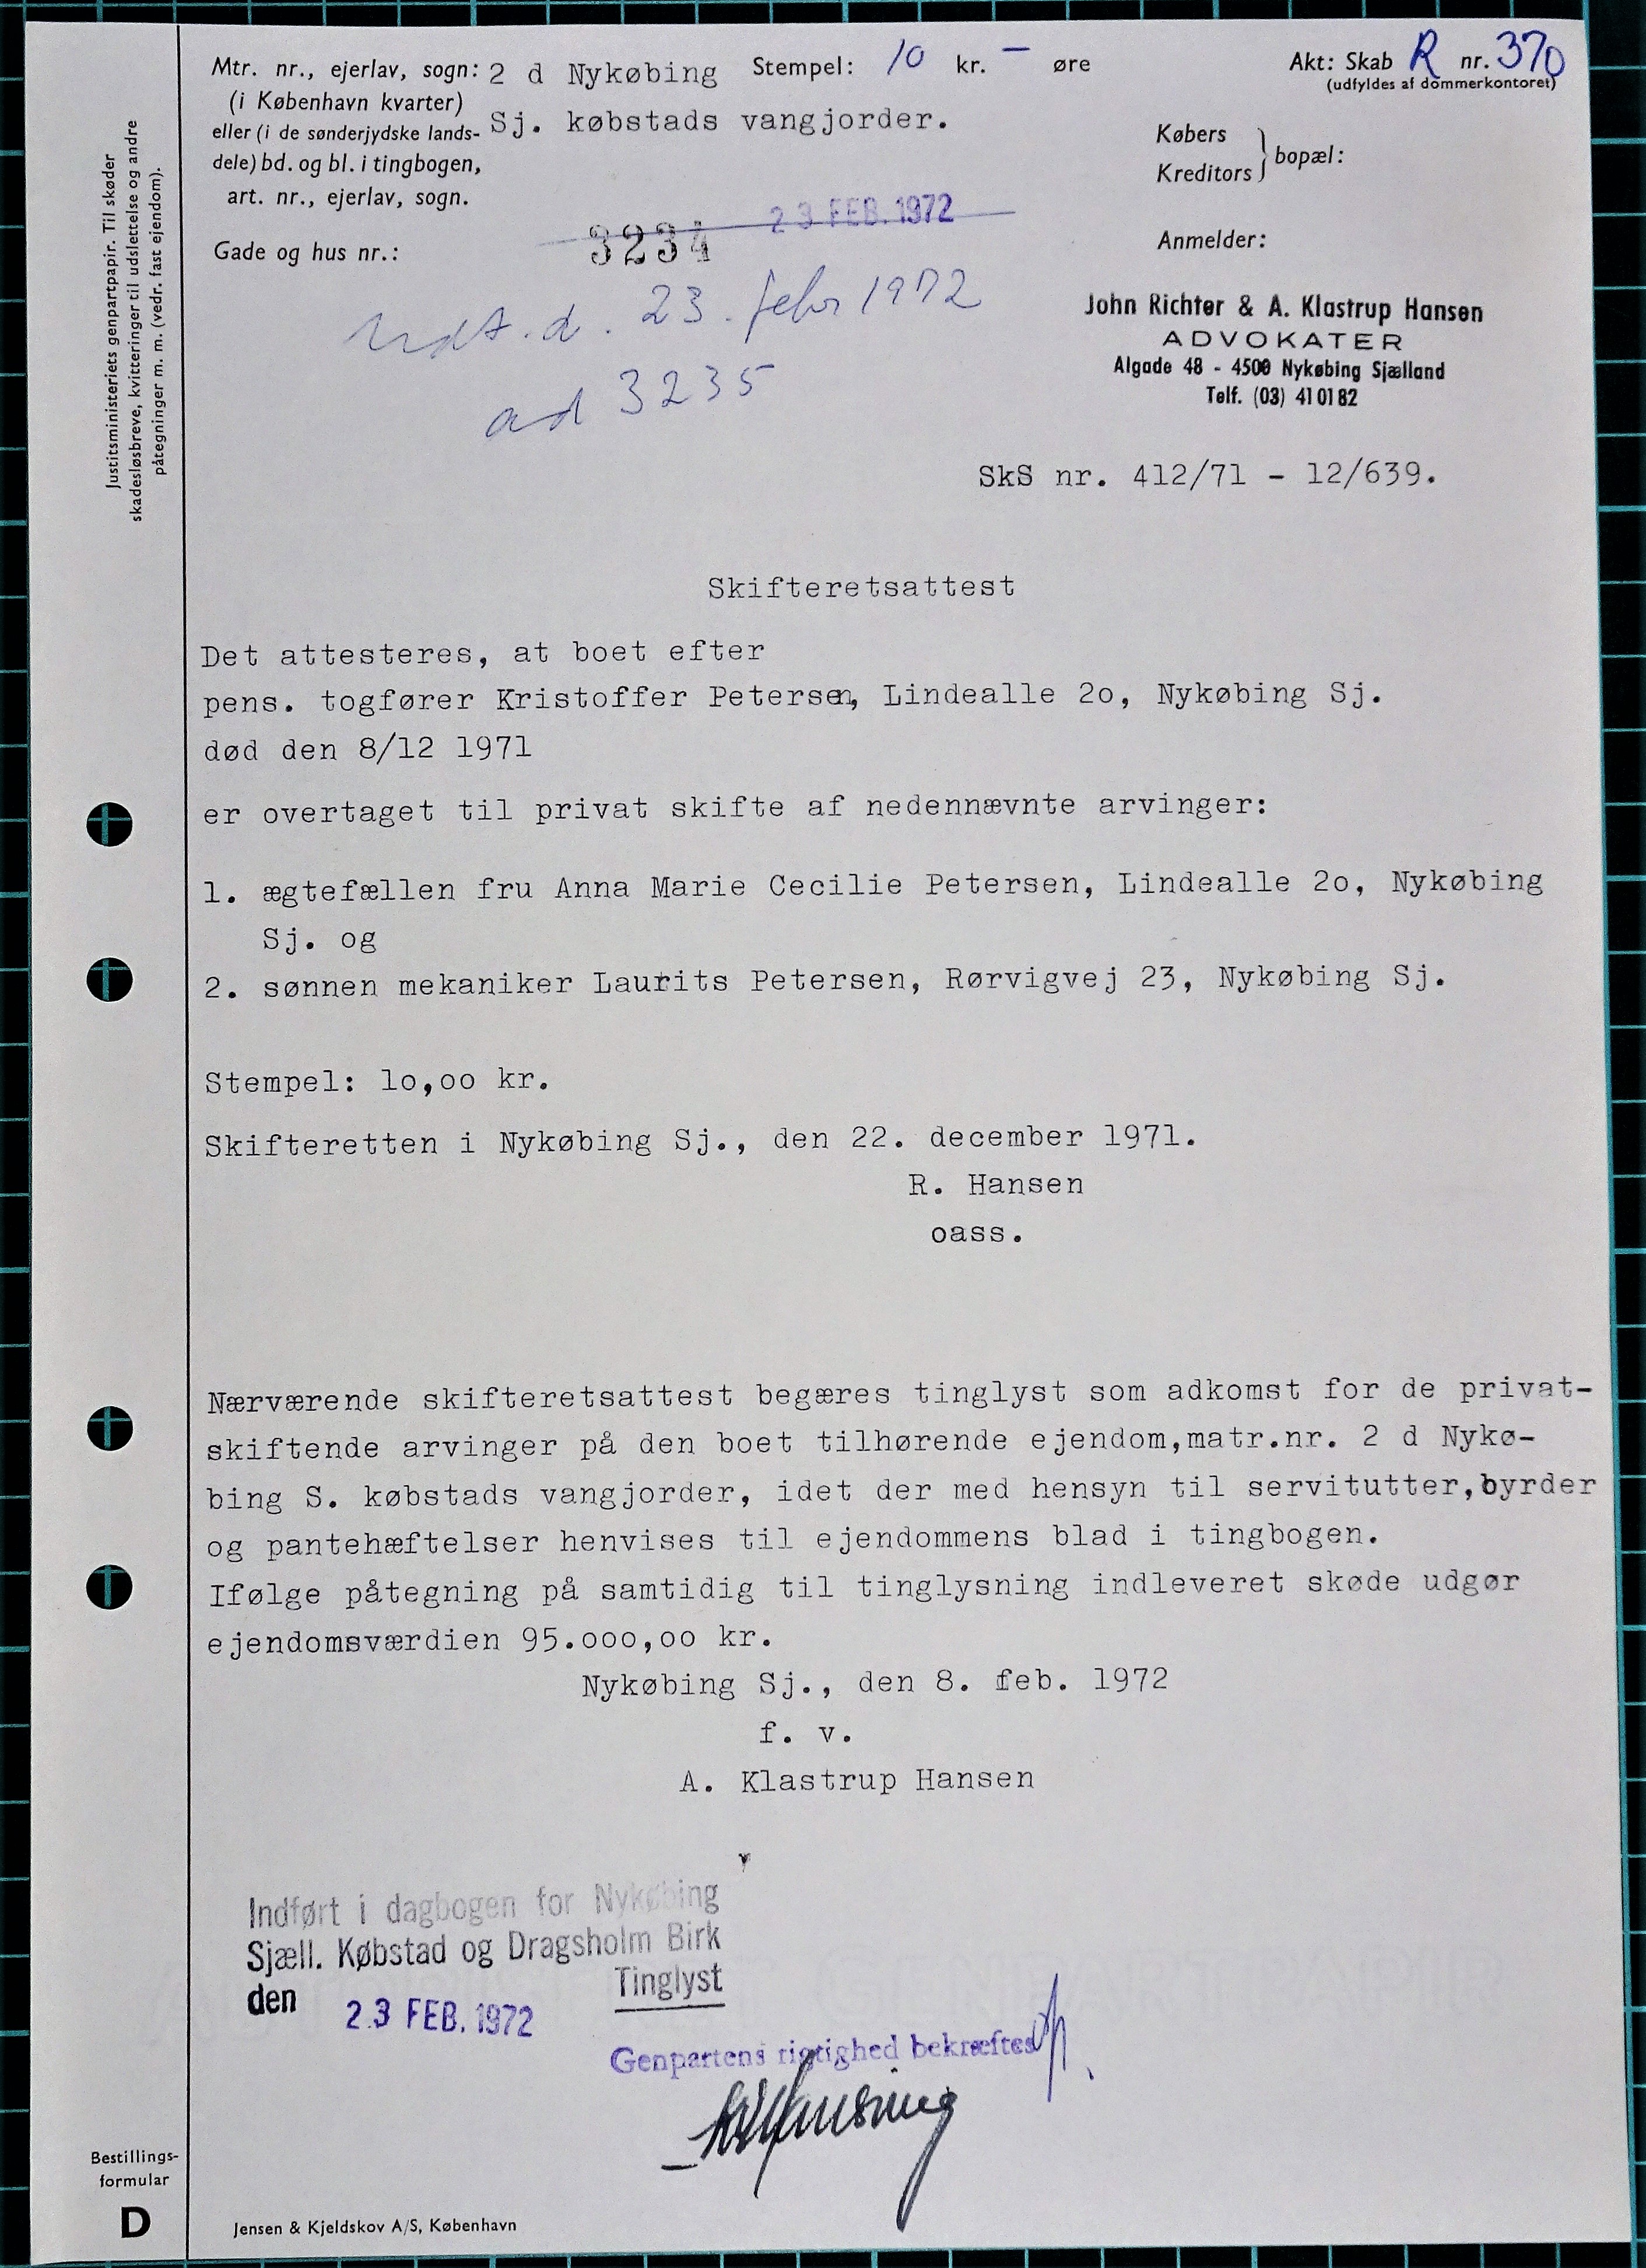 Mtr. nr., ejerlav, sogn: 2 d Nykøbing Stempel: 10 kr. – øre Akt: Skab R nr. 370
(i København kvarter) (udfyldes af dommerkontoret)
eller (i de sønderjydske lands- Sj. købstads vangjorder.
dele) bd. og bl. i tingbogen,
art. nr., ejerlav, sogn.
Købers
Kreditors } bopæl:
3234 23 FEB. 1972
Gade og hus nr.:
Anmelder:
d. 23. febr 1972
ad 3235
John Richter & A. Klastrup Hansen
ADVOKATER
Algade 48 - 4500 Nykøbing Sjælland
Telf. (03) 41 01 82
SkS nr. 412/71 - 12/639.
Justitsministeriets genpartpapir. Til skøder
skadesløsbreve, kvitteringer til udslettelse og andre
påtegninger m. m. (vedr. fast ejendom).
Skifteretsattest
Det attesteres, at boet efter
pens. togfører Kristoffer Petersen, Lindealle 2o, Nykøbing Sj.
død den 8/12 1971
er overtaget til privat skifte af nedennævnte arvinger:
1. ægtefællen fru Anna Marie Cecilie Petersen, Lindealle 2o, Nykøbing
Sj. og
2. sønnen mekaniker Laurits Petersen, Rørvigvej 23, Nykøbing Sj.
Stempel: lo,oo kr.
Skifteretten i Nykøbing Sj., den 22. december 1971.
R. Hansen
oass.
Nærværende skifteretsattest begæres tinglyst som adkomst for de privat-
skiftende arvinger på den boet tilhørende ejendom,matr.nr. 2 d Nykø-
bing S. købstads vangjorder, idet der med hensyn til servitutter,byrder
og pantehæftelser henvises til ejendommens blad i tingbogen.
Ifølge påtegning på samtidig til tinglysning indleveret skøde udgør
ejendomsværdien 95.ooo,oo kr.
Nykøbing Sj., den 8. feb. 1972
f. v.
A. Klastrup Hansen
Indført i dagbogen for Nykøbing
Sjæll. Købstad og Dragsholm Birk
den 23 FEB. 1972 Tinglyst
Genpartens rigtighed bekræftes
Bestillings-
formular
D
Jensen & Kjeldskov A/S, København